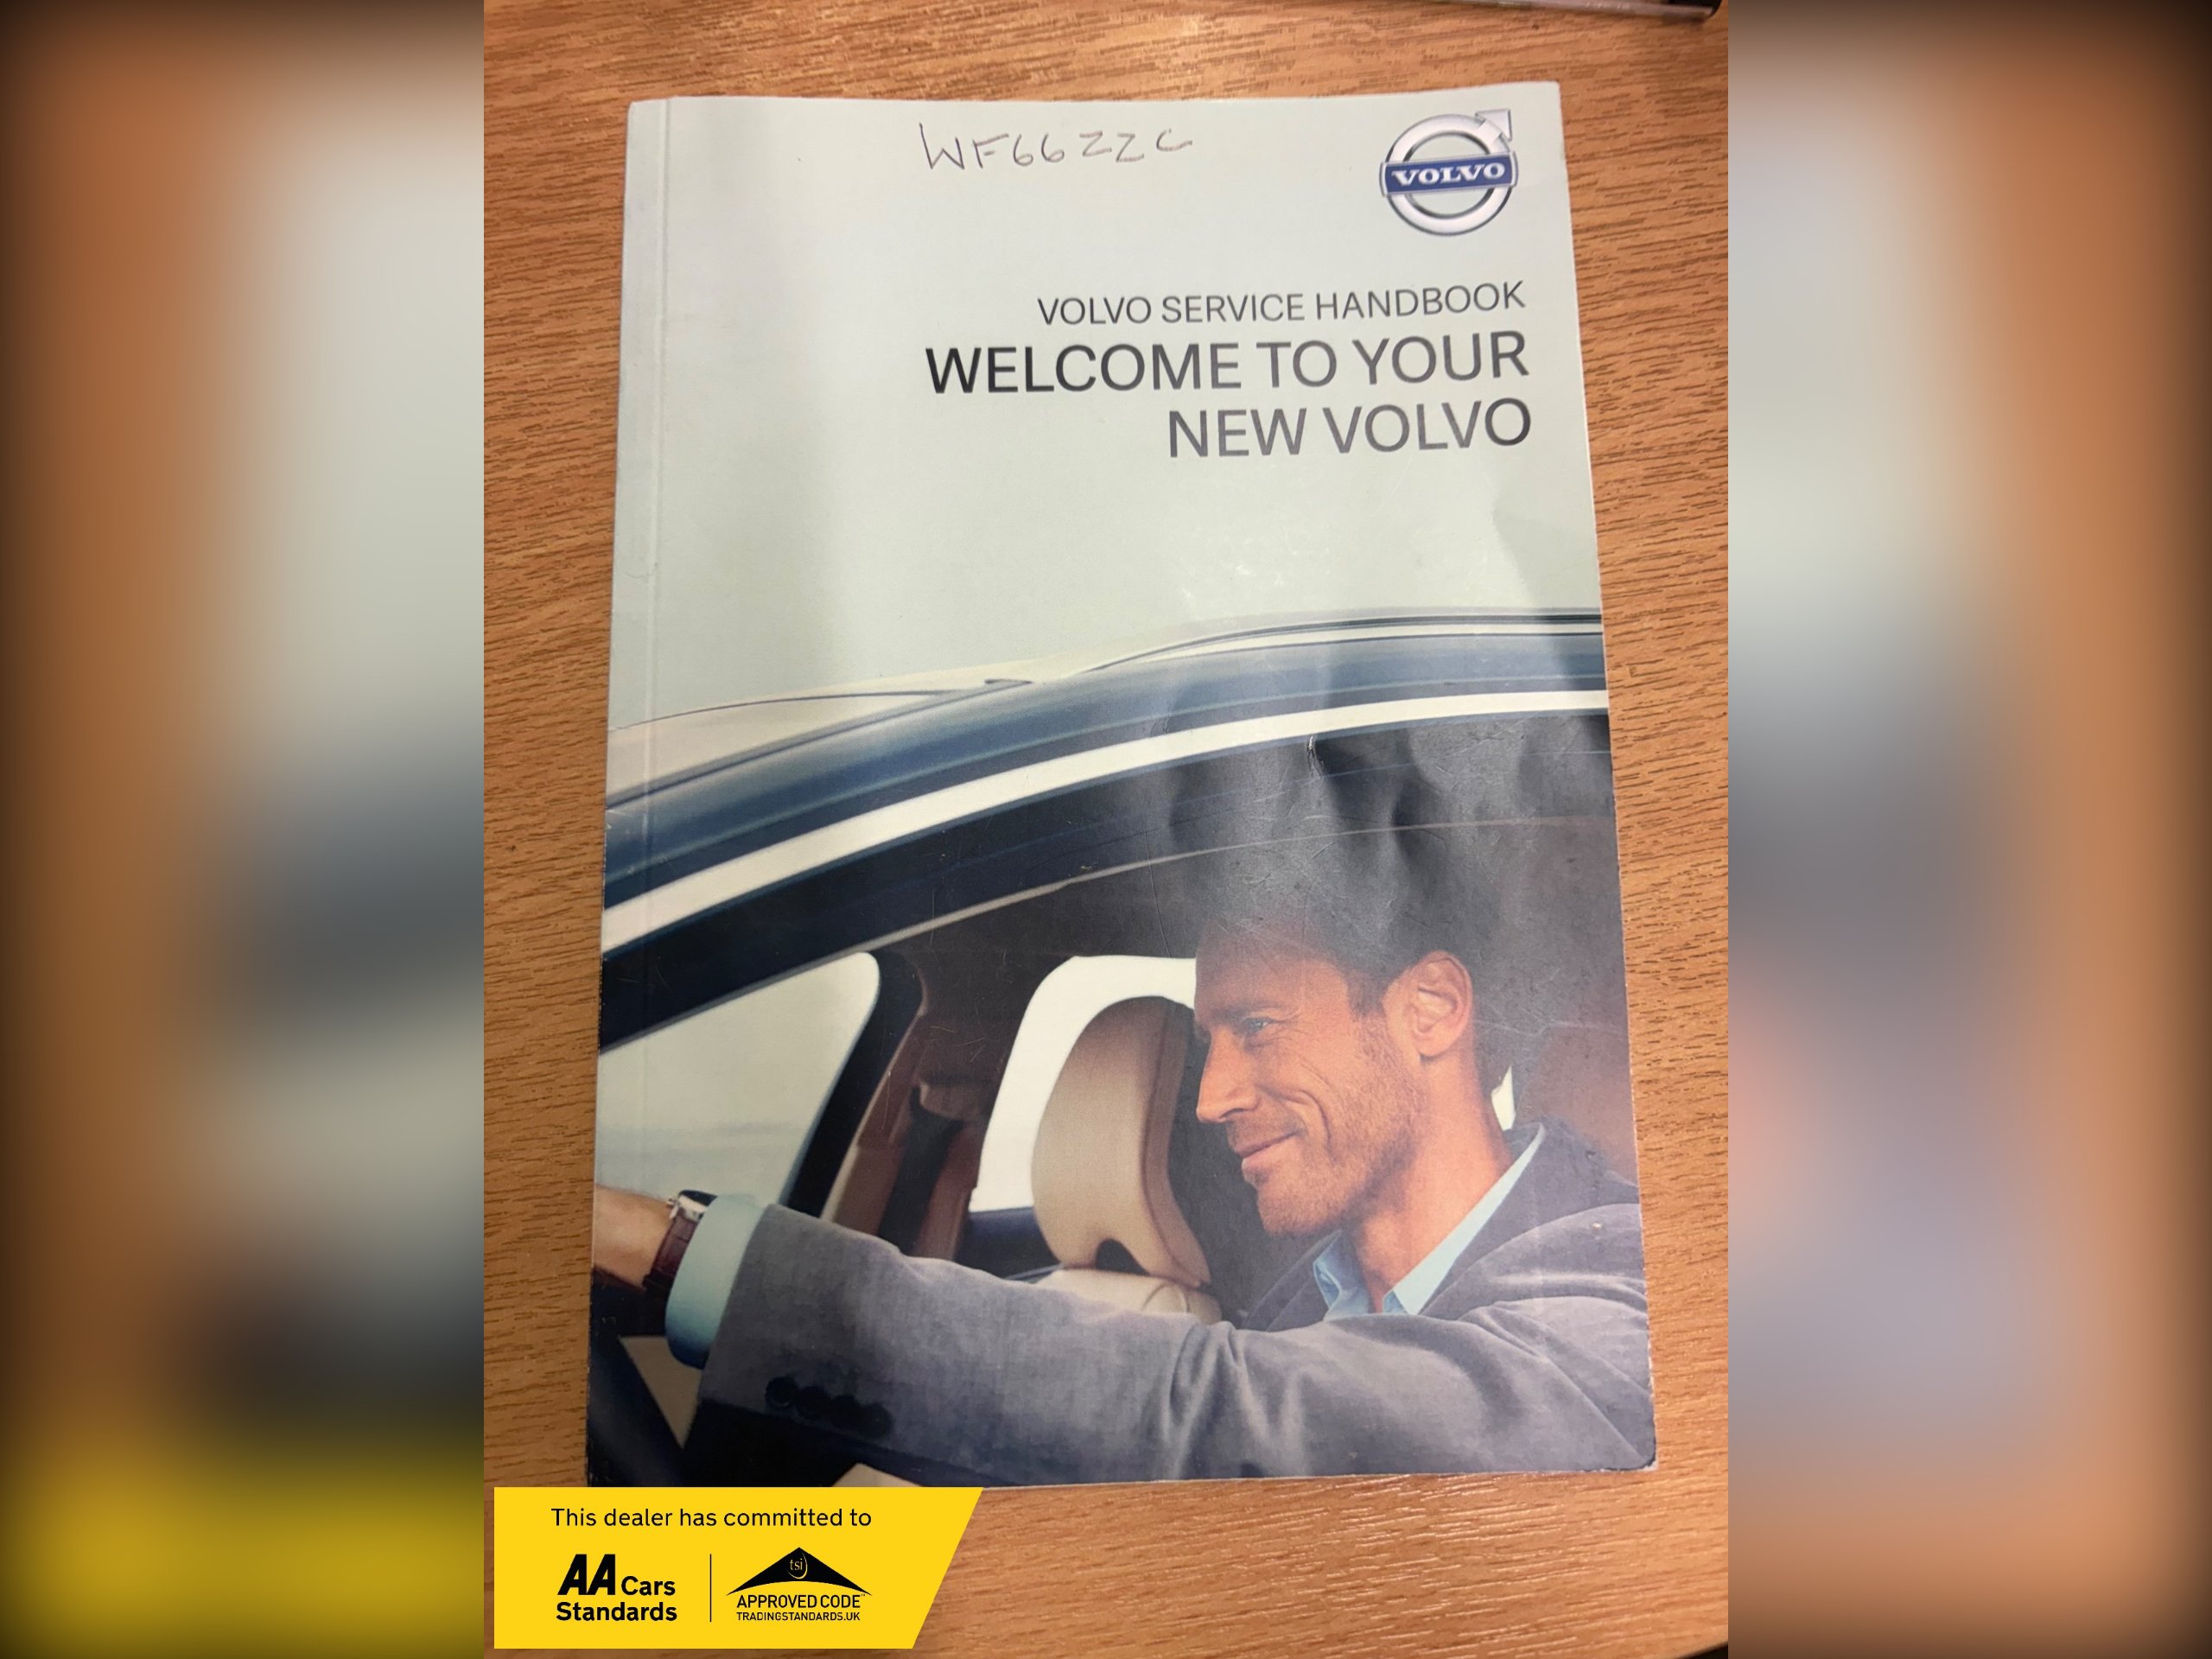 WF66ZZC
VOLVO
VOLVO SERVICE HANDBOOK
WELCOME TO YOUR
NEW VOLVO
This dealer has committed to
AA Cars
Standards
tsi
APPROVED CODE
TRADINGSTANDARDS.UK